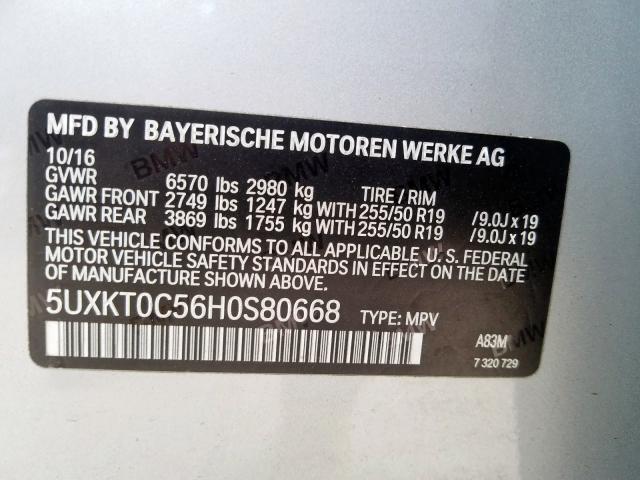 MFD BY BAYERISCHE MOTOREN WERKE AG
10/16
GVWR 6570 lbs 2980 kg TIRE / RIM
GAWR FRONT 2749 lbs 1247 kg WITH 255/50 R19 /9.0J x 19
GAWR REAR 3869 lbs 1755 kg WITH 255/50 R19 /9.0J x 19
THIS VEHICLE CONFORMS TO ALL APPLICABLE U. S. FEDERAL
MOTOR VEHICLE SAFETY STANDARDS IN EFFECT ON THE DATE
OF MANUFACTURE SHOWN ABOVE.
5UXKT0C56H0S80668 TYPE: MPV
A83M
7 320 729